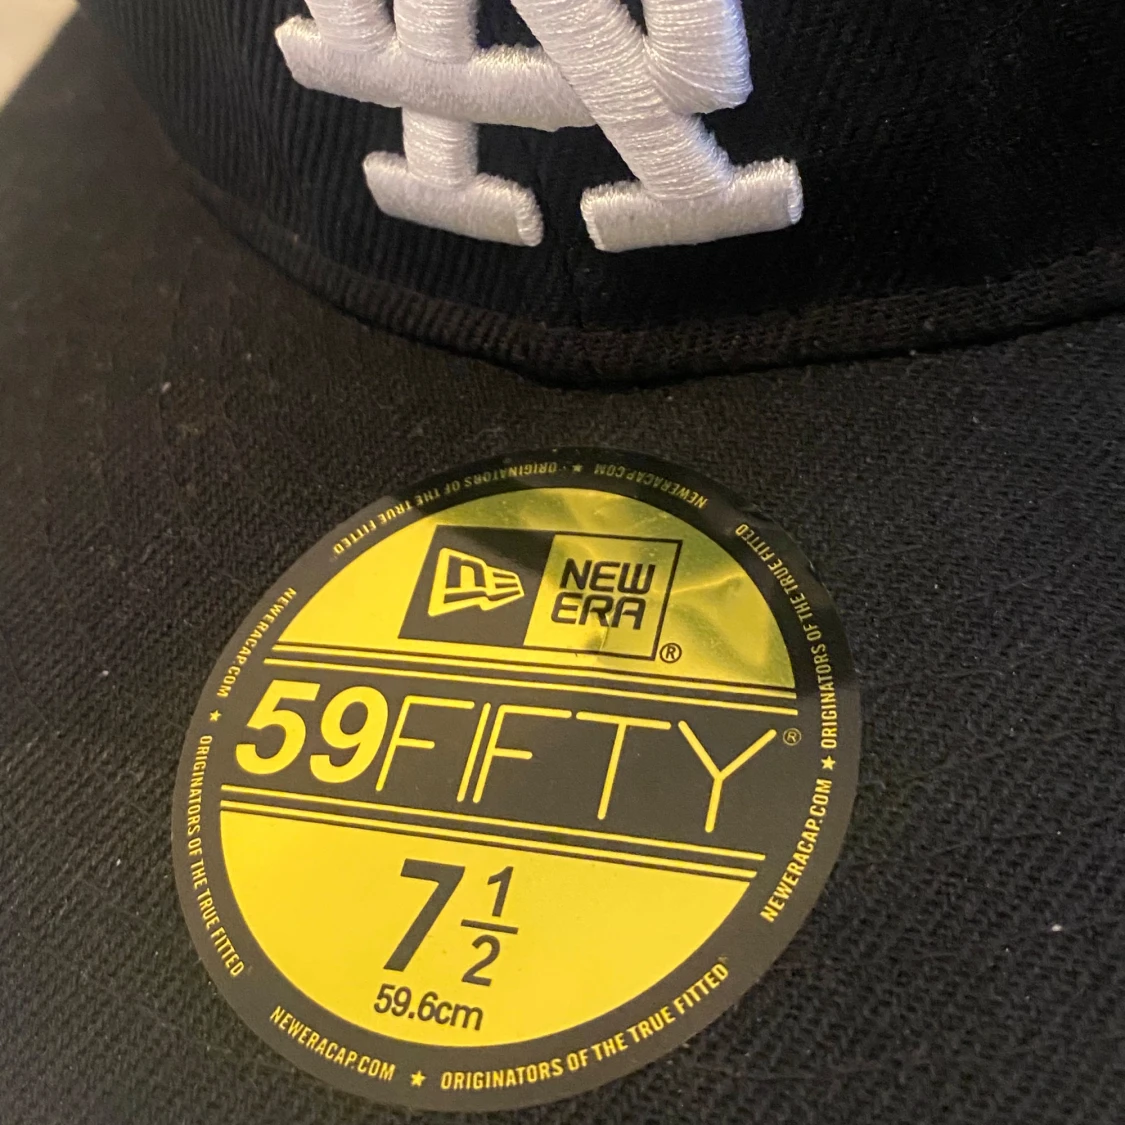 NEWERACAP.COM ★ ORIGINATORS OF THE TRUE FITTED
NEW
ERA
®
59FIFTY®
7 1/2
59.6cm
NEWERACAP.COM ★ ORIGINATORS OF THE TRUE FITTED
NEWERACAP.COM ★ ORIGINATORS OF THE TRUE FITTED
NEWERACAP.COM ★ ORIGINATORS OF THE TRUE FITTED